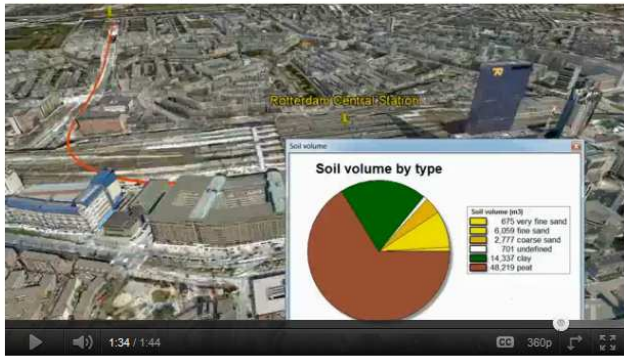 Rotterdam Central Station
Soil volume
Soil volume by type
Soil volume (m3)
675 very fine sand
6,059 fine sand
2,777 coarse sand
701 undefined
14,337 clay
48,219 peat
1:34 / 1:44
CC
360p